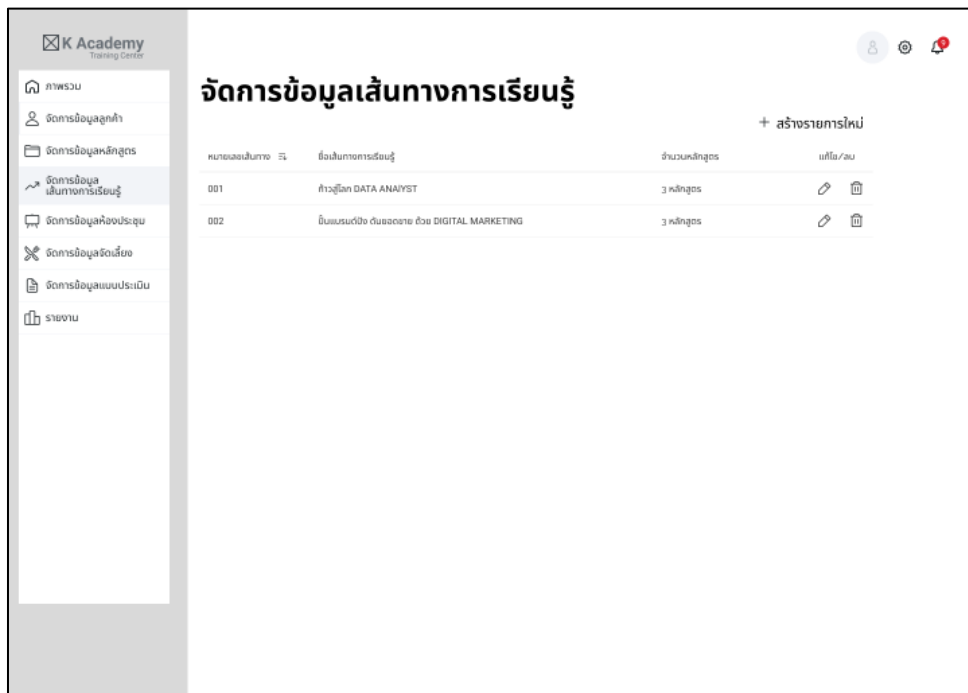 K Academy
Training Center
9
ภาพรวม
จัดการข้อมูลลูกค้า
จัดการข้อมูลหลักสูตร
จัดการข้อมูล
เส้นทางการเรียนรู้
จัดการข้อมูลห้องประชุม
จัดการข้อมูลจัดเลี้ยง
จัดการข้อมูลแบบประเมิน
รายงาน
จัดการข้อมูลเส้นทางการเรียนรู้
+ สร้างรายการใหม่
หมายเลขเส้นทาง ชื่อเส้นทางการเรียนรู้ จำนวนหลักสูตร แก้ไข/ลบ
001 ก้าวสู่โลก DATA ANAIYST 3 หลักสูตร
002 ปั้นแบรนด์ปัง ดันยอดขาย ด้วย DIGITAL MARKETING 3 หลักสูตร